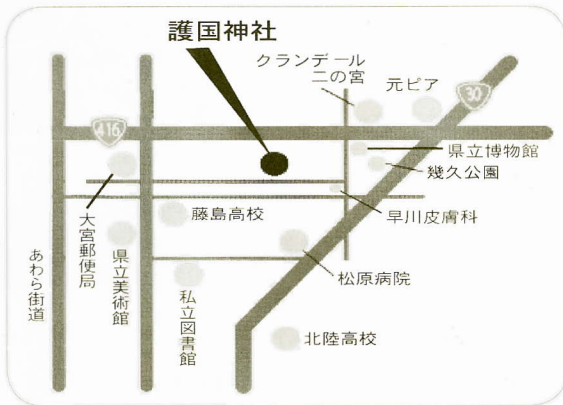 護国神社
クランデール
二の宮
元ピア
30
416
県立博物館
幾久公園
早川皮膚科
藤島高校
大宮郵便局
県立美術館
あわら街道
松原病院
私立図書館
北陸高校